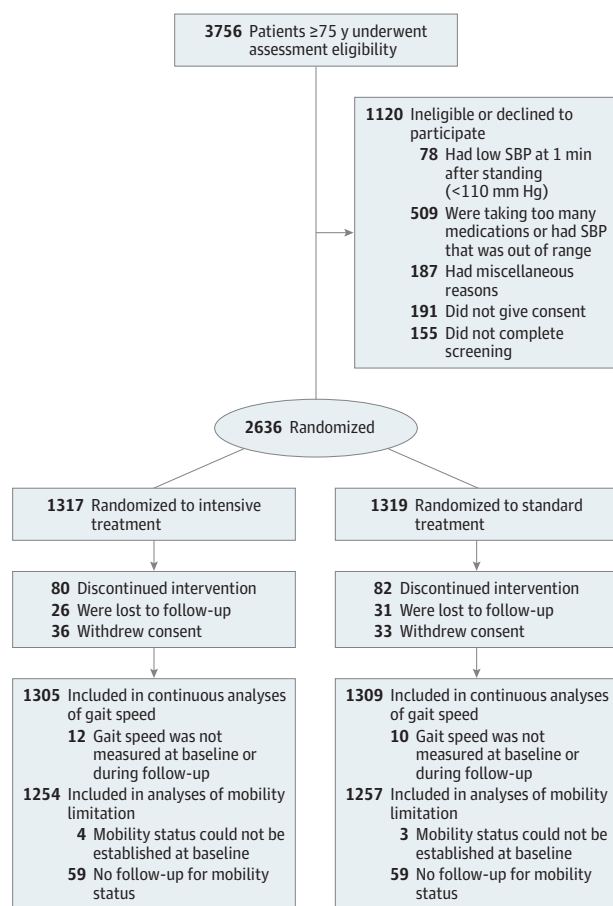 3756 Patients ≥75 y underwent
assessment eligibility
1120 Ineligible or declined to
participate
78 Had low SBP at 1 min
after standing
(<110 mm Hg)
509 Were taking too many
medications or had SBP
that was out of range
187 Had miscellaneous
reasons
191 Did not give consent
155 Did not complete
screening
2636 Randomized
1317 Randomized to intensive
treatment
80 Discontinued intervention
26 Were lost to follow-up
36 Withdrew consent
1305 Included in continuous analyses
of gait speed
12 Gait speed was not
measured at baseline or
during follow-up
1254 Included in analyses of mobility
limitation
4 Mobility status could not be
established at baseline
59 No follow-up for mobility
status
1319 Randomized to standard
treatment
82 Discontinued intervention
31 Were lost to follow-up
33 Withdrew consent
1309 Included in continuous analyses
of gait speed
10 Gait speed was not
measured at baseline or
during follow-up
1257 Included in analyses of mobility
limitation
3 Mobility status could not be
established at baseline
59 No follow-up for mobility
status